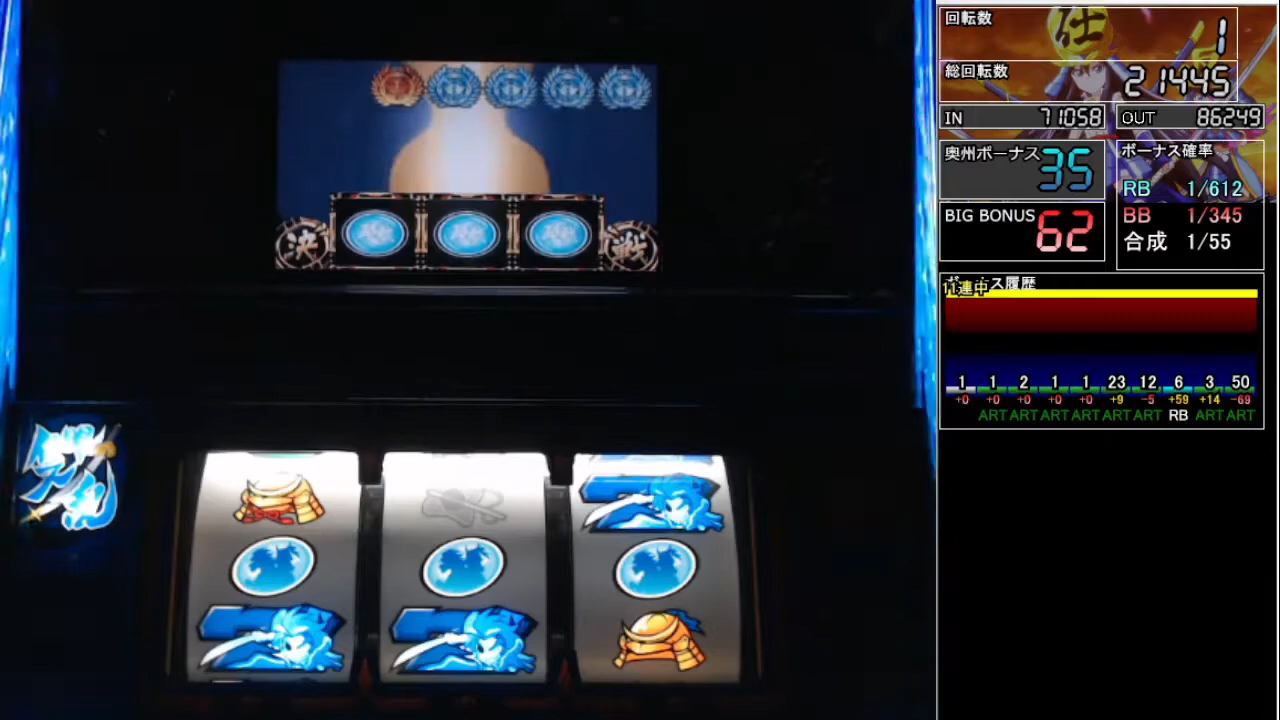 決
戦
回転数
1
総回転数
21445
IN 71058
OUT 86249
奥州ボーナス 35
ボーナス確率
RB 1/612
BIG BONUS 62
BB 1/345
合成 1/55
11連中
ボーナス履歴
1 1 2 1 1 23 12 6 3 50
+0 +0 +0 +0 +0 +9 -5 +59 +14 -69
ART ART ART ART ART ART RB ART ART